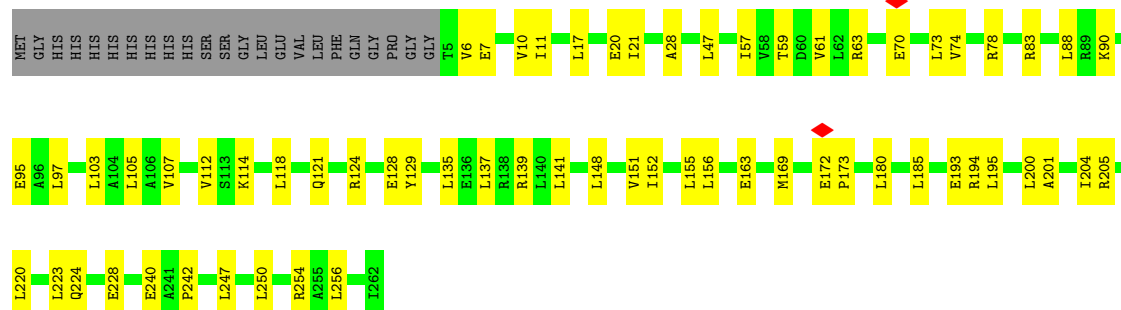 MET GLY HIS HIS HIS HIS HIS HIS HIS HIS SER SER GLY LEU GLU VAL LEU PHE GLN GLY PRO GLY GLY T5 V6 E7 V10 I11 L17 E20 I21 A28 L47 I57 V58 T59 D60 V61 L62 R63 E70 L73 V74 R78 R83 L88 R89 K90
E95 A96 L97 L103 A104 L105 A106 V107 V112 S113 K114 L118 Q121 R124 E128 Y129 L135 E136 L137 R138 R139 L140 L141 L148 V151 I152 L155 L156 E163 M169 E172 P173 L180 L185 E193 R194 L195 L200 A201 I204 R205
L220 L223 Q224 E228 E240 A241 P242 L247 L250 R254 A255 L256 I262